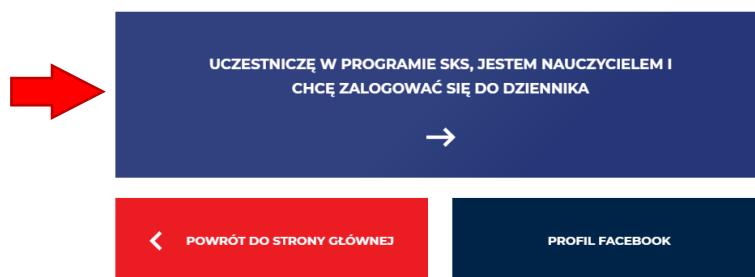 UCZESTNICZĘ W PROGRAMIE SKS, JESTEM NAUCZYCIELEM I
CHCĘ ZALOGOWAĆ SIĘ DO DZIENNIKA
POWRÓT DO STRONY GŁÓWNEJ
PROFIL FACEBOOK